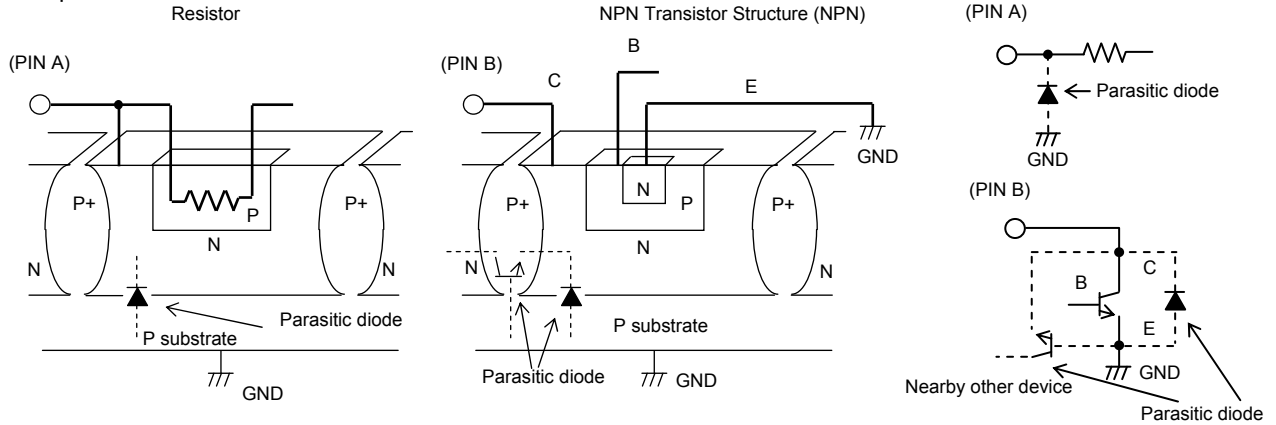 Resistor
(PIN A)
P+
P
P+
N
N
N
Parasitic diode
P substrate
GND
NPN Transistor Structure (NPN)
(PIN B)
C
B
E
GND
P+
N
P
P+
N
N
N
P substrate
Parasitic diode
GND
(PIN A)
Parasitic diode
GND
(PIN B)
C
B
E
GND
Nearby other device
Parasitic diode